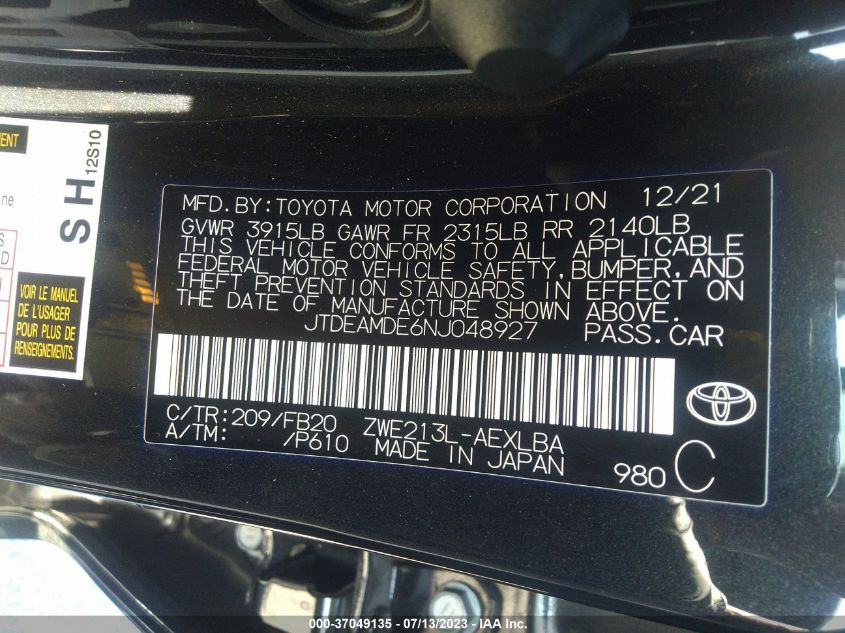 ENT
ne
S
D
N
SH
12S10
VOIR LE MANUEL
DE L'USAGER
POUR PLUS DE
RENSEIGNEMENTS.
MFD.BY:TOYOTA MOTOR CORPORATION 12/21
GVWR 3915LB GAWR FR 2315LB RR 2140LB
THIS VEHICLE CONFORMS TO ALL APPLICABLE
FEDERAL MOTOR VEHICLE SAFETY,BUMPER,AND
THEFT PREVENTION STANDARDS IN EFFECT ON
THE DATE OF MANUFACTURE SHOWN ABOVE.
JTDEAMDE6NJ048927 PASS.CAR
C/TR:209/FB20 ZWE213L-AEXLBA
A/TM: /P610 MADE IN JAPAN 980 C
000-37049135 - 07/13/2023 - IAA Inc.